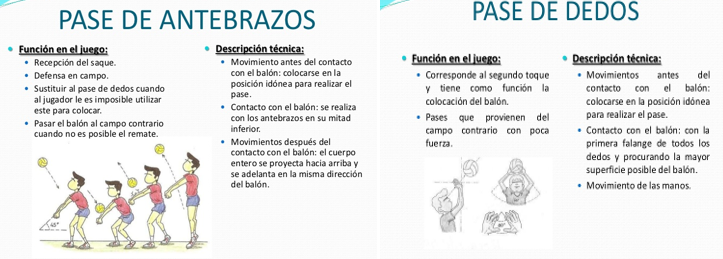 PASE DE ANTEBRAZOS
Función en el juego:
Recepción del saque.
Defensa en campo.
Sustituir al pase de dedos cuando
al jugador le es imposible utilizar
este para colocar.
Pasar el balón al campo contrario
cuando no es posible el remate.
Descripción técnica:
Movimiento antes del contacto
con el balón: colocarse en la
posición idónea para realizar el
pase.
Contacto con el balón: se realiza
con los antebrazos en su mitad
inferior.
Movimientos después del
contacto con el balón: el cuerpo
entero se proyecta hacia arriba y
se adelanta en la misma dirección
del balón.
45°
PASE DE DEDOS
Función en el juego:
Corresponde al segundo toque
y tiene como función la
colocación del balón.
Pases que provienen del
campo contrario con poca
fuerza.
Descripción técnica:
Movimientos antes del
contacto con el balón:
colocarse en la posición idónea
para realizar el pase.
Contacto con el balón: con la
primera falange de todos los
dedos y procurando la mayor
superficie posible del balón.
Movimiento de las manos.